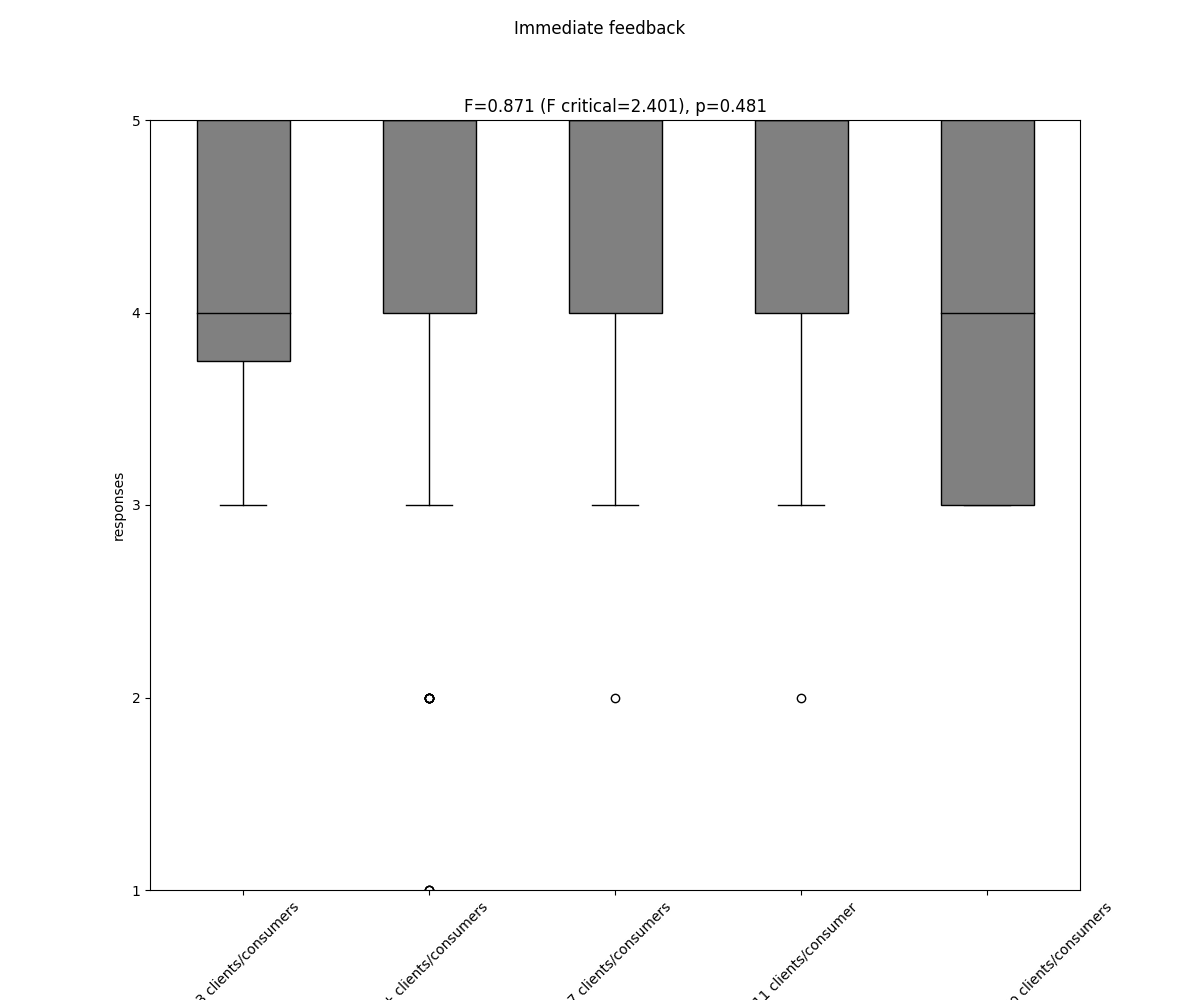 Immediate feedback
F=0.871 (F critical=2.401), p=0.481
5
4
3
2
1
responses
3 clients/consumers
clients/consumers
7 clients/consumers
11 clients/consumer
clients/consumers